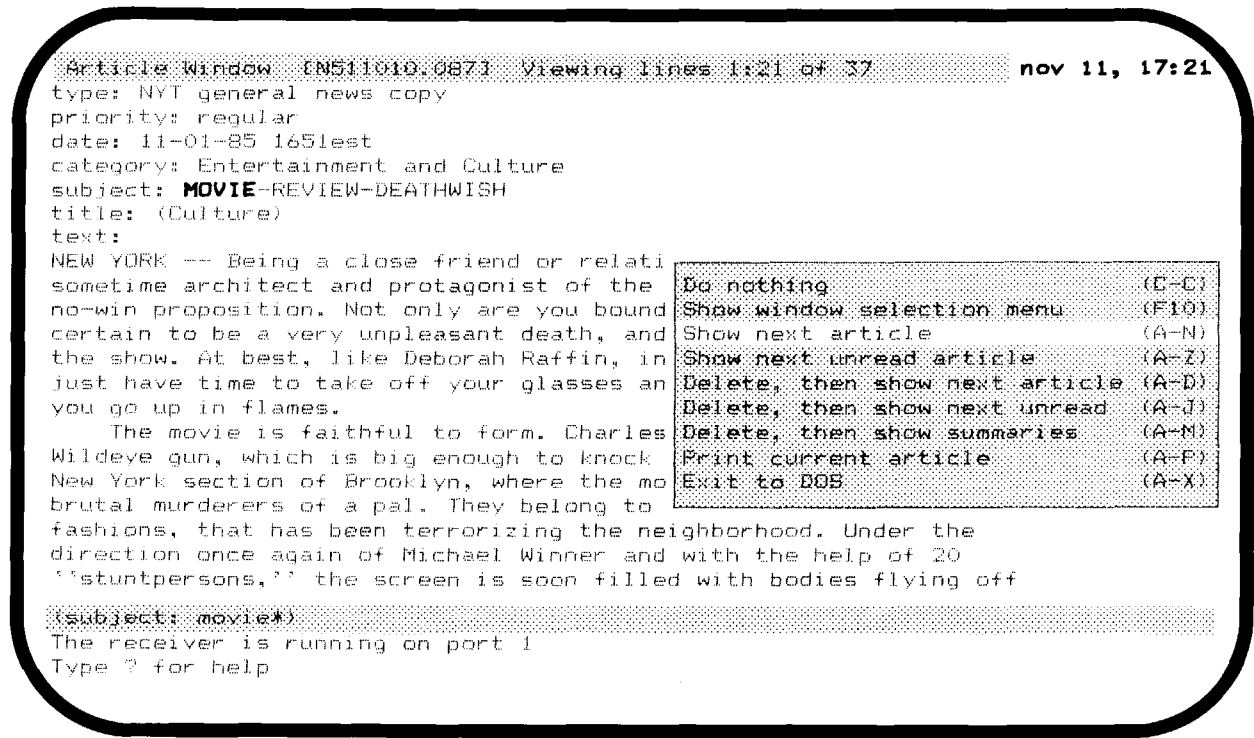 Article Window [N511010.087] Viewing lines 1:21 of 37 nov 11, 17:21
type: NYT general news copy
priority: regular
date: 11-01-85 1651est
category: Entertainment and Culture
subject: MOVIE-REVIEW-DEATHWISH
title: (Culture)
text:
NEW YORK -- Being a close friend or relati
sometime architect and protagonist of the
no-win proposition. Not only are you bound
certain to be a very unpleasant death, and
the show. At best, like Deborah Raffin, in
just have time to take off your glasses an
you go up in flames.
The movie is faithful to form. Charles
Wildeye gun, which is big enough to knock
New York section of Brooklyn, where the mo
brutal murderers of a pal. They belong to
fashions, that has been terrorizing the neighborhood. Under the
direction once again of Michael Winner and with the help of 20
``stuntpersons,'' the screen is soon filled with bodies flying off
Do nothing (C-C)
Show window selection menu (F10)
Show next article (A-N)
Show next unread article (A-Z)
Delete, then show next article (A-D)
Delete, then show next unread (A-J)
Delete, then show summaries (A-M)
Print current article (A-P)
Exit to DOS (A-X)
(subject: movie*)
The receiver is running on port 1
Type ? for help